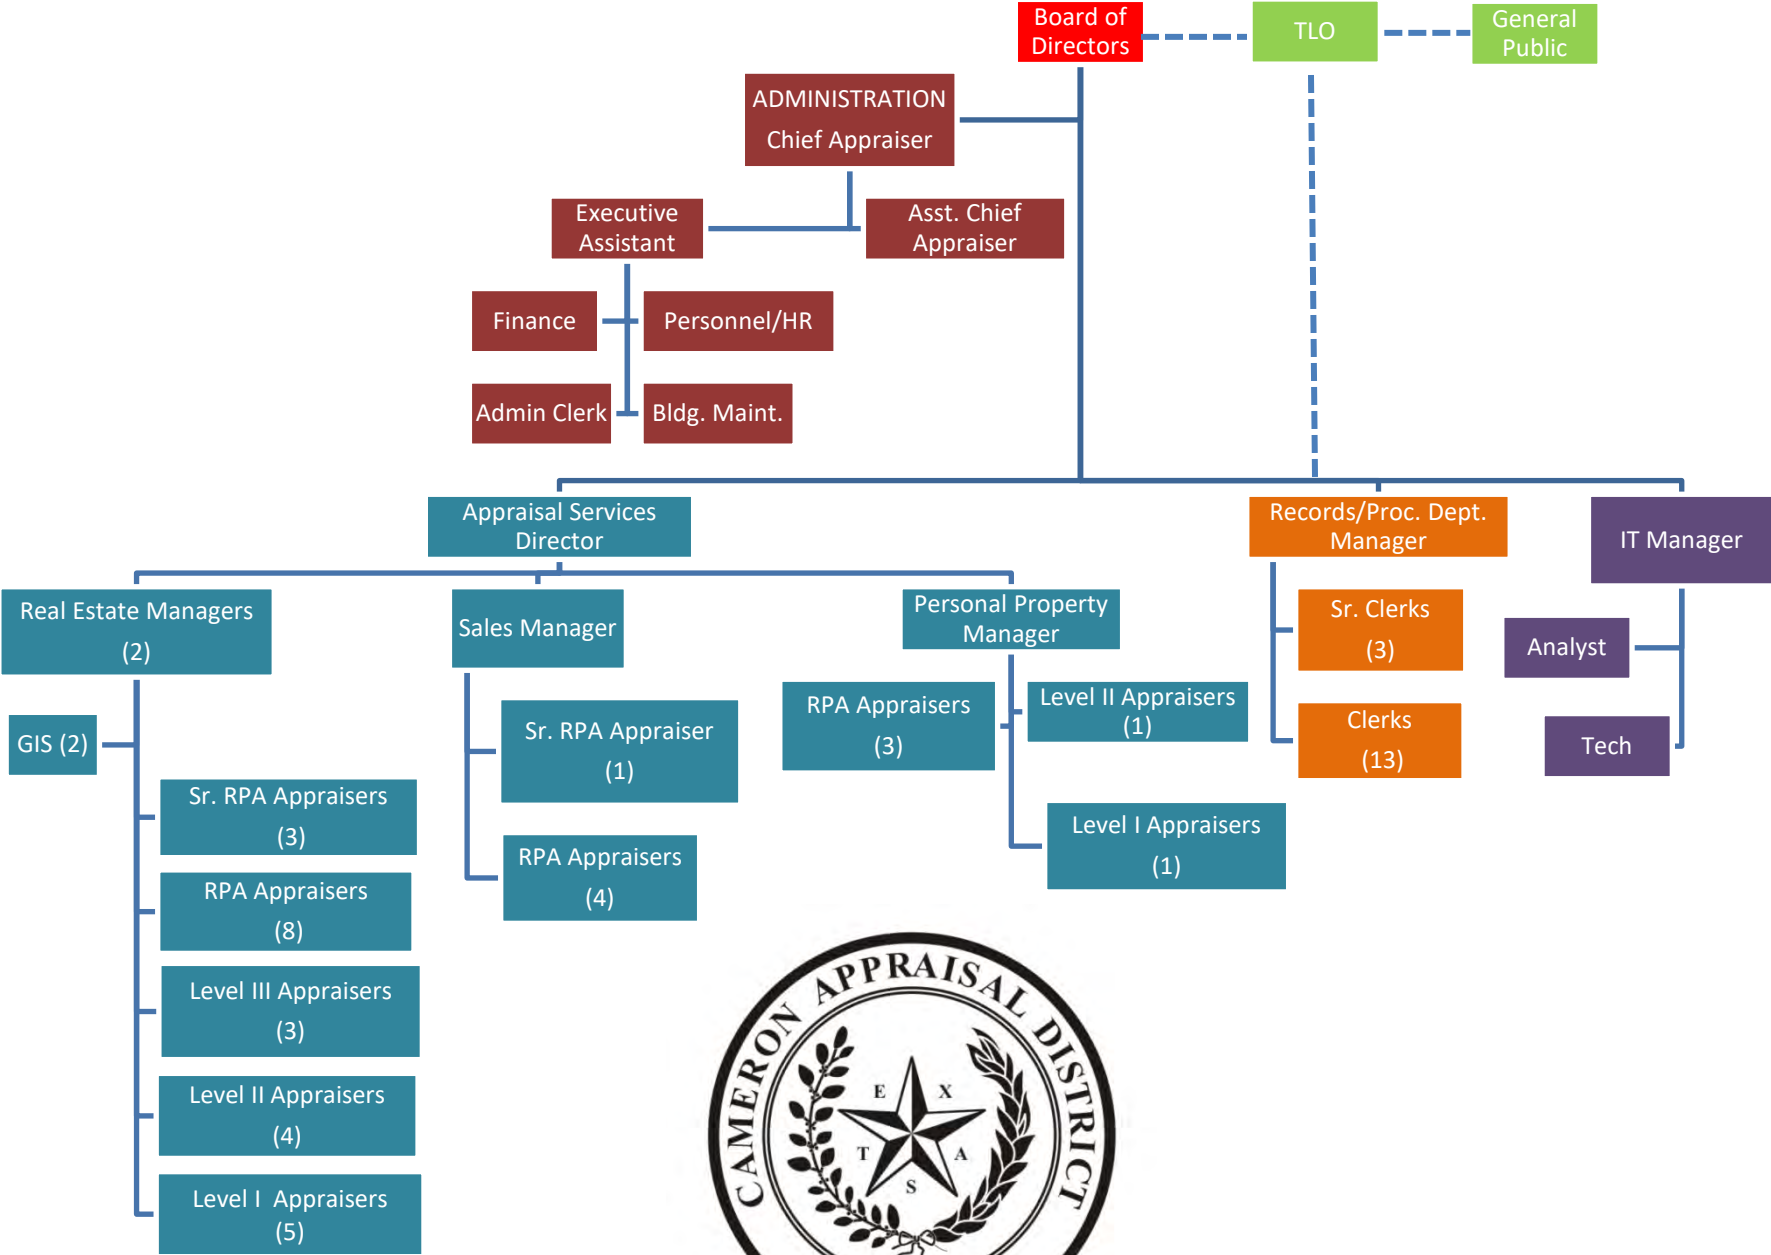 Board of
Directors
TLO
General
Public
ADMINISTRATION
Chief Appraiser
Executive
Assistant
Asst. Chief
Appraiser
Finance
Personnel/HR
Admin Clerk
Bldg. Maint.
Appraisal Services
Director
Records/Proc. Dept.
Manager
IT Manager
Real Estate Managers
(2)
Sales Manager
Personal Property
Manager
Sr. Clerks
(3)
Analyst
GIS (2)
Sr. RPA Appraiser
(1)
RPA Appraisers
(3)
Level II Appraisers
(1)
Clerks
(13)
Tech
Sr. RPA Appraisers
(3)
RPA Appraisers
(4)
Level I Appraisers
(1)
RPA Appraisers
(8)
Level III Appraisers
(3)
Level II Appraisers
(4)
Level I  Appraisers
(5)
CAMERON APPRAISAL DISTRICT
T E X A S